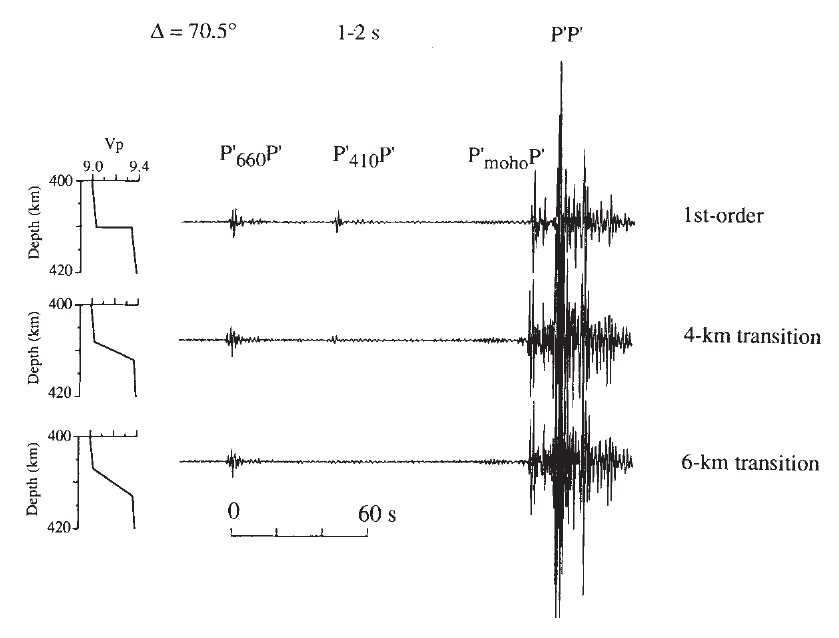 Δ = 70.5° 1-2 s P'P'
Vp
9.0 9.4
P'660P' P'410P' P'mohoP'
400
Depth (km)
420
1st-order
400
Depth (km)
420
4-km transition
400
Depth (km)
420
6-km transition
0 60 s